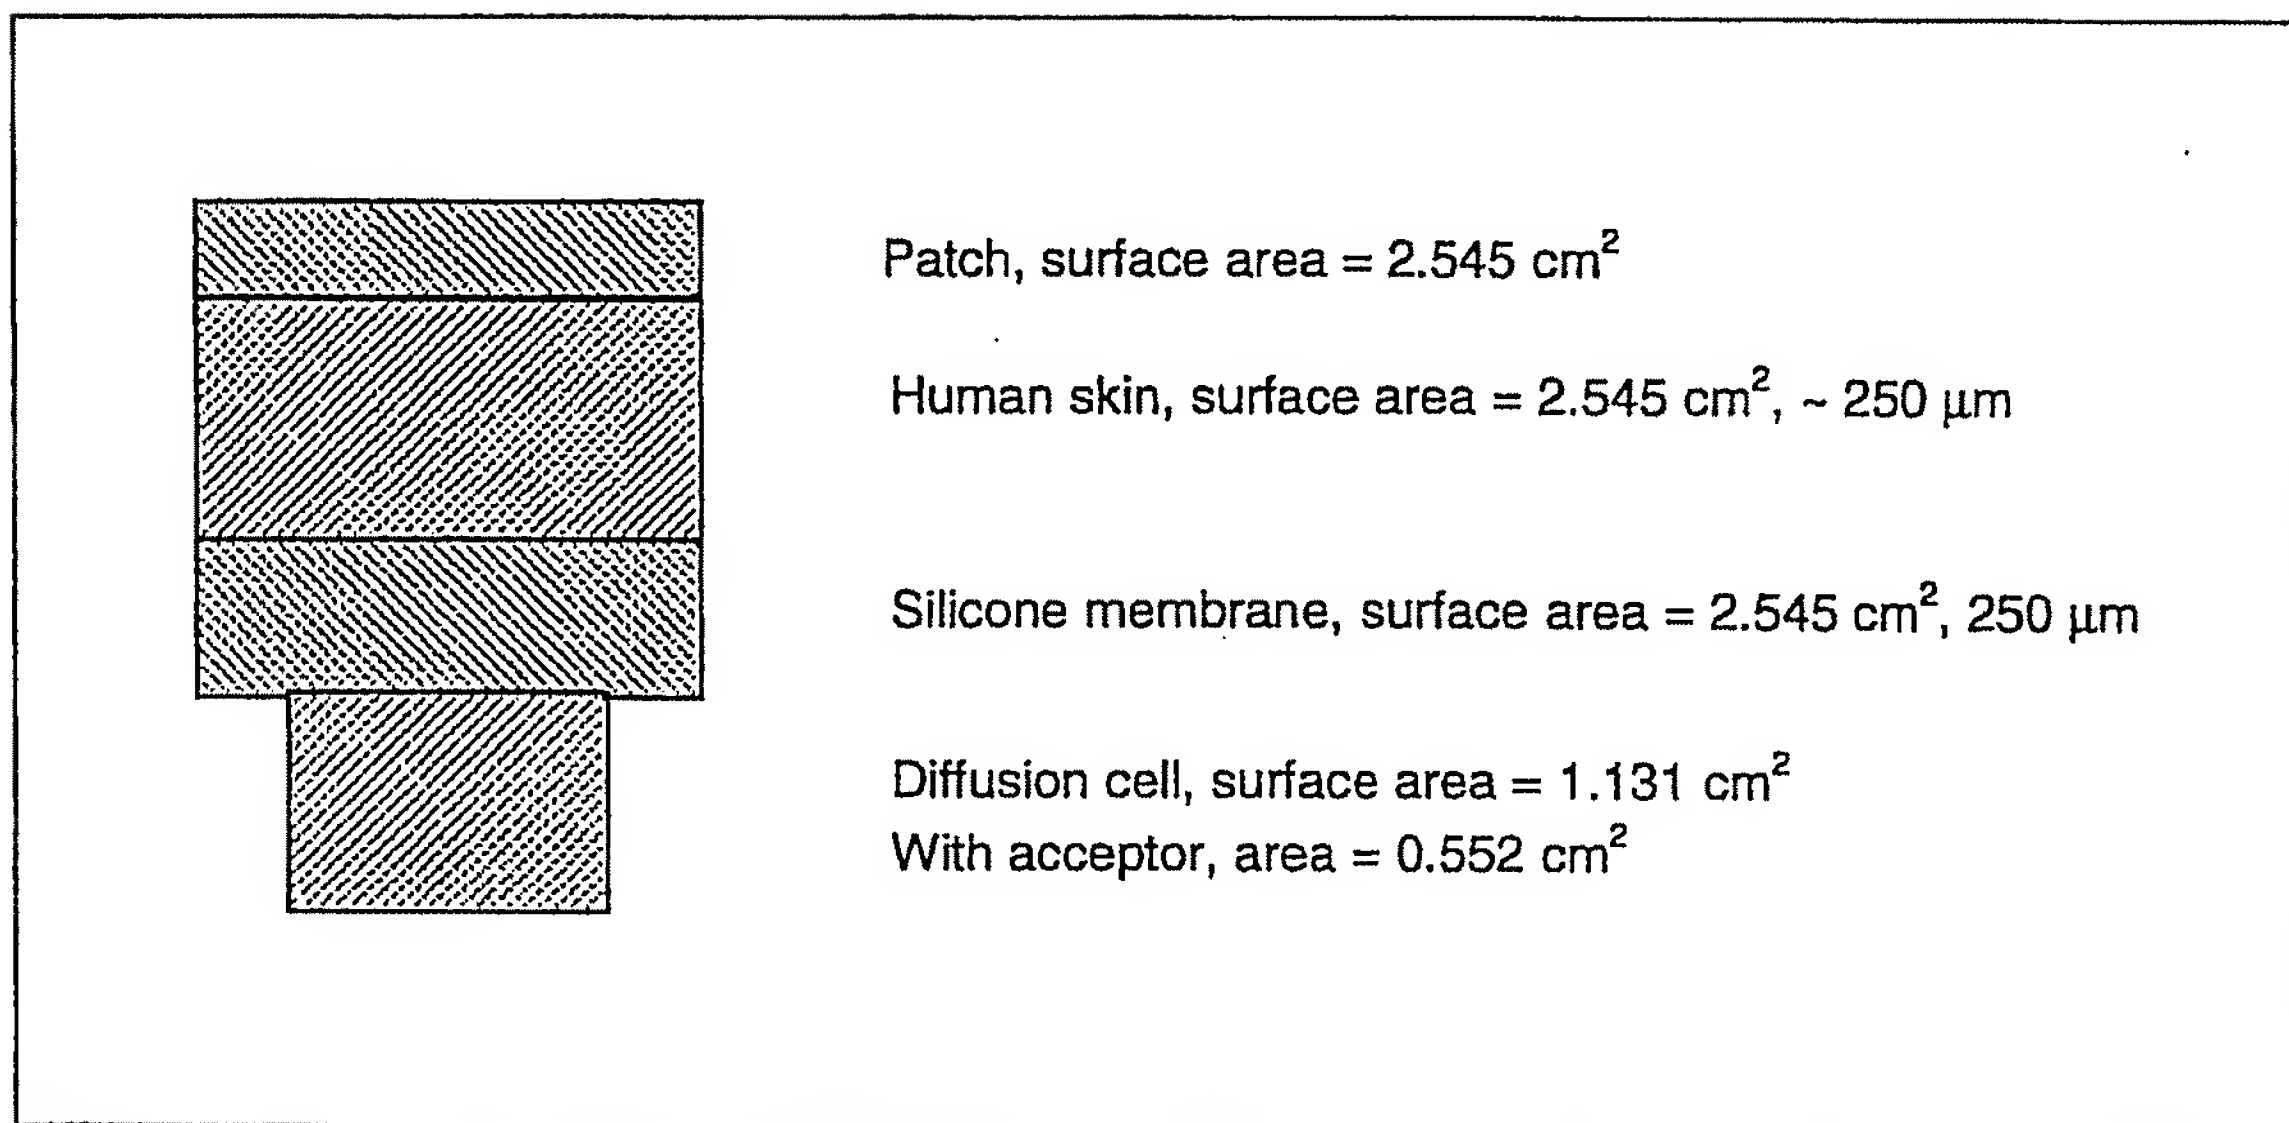 Patch, surface area = 2.545 cm²
Human skin, surface area = 2.545 cm², ~ 250 μm
Silicone membrane, surface area = 2.545 cm², 250 μm
Diffusion cell, surface area = 1.131 cm²
With acceptor, area = 0.552 cm²